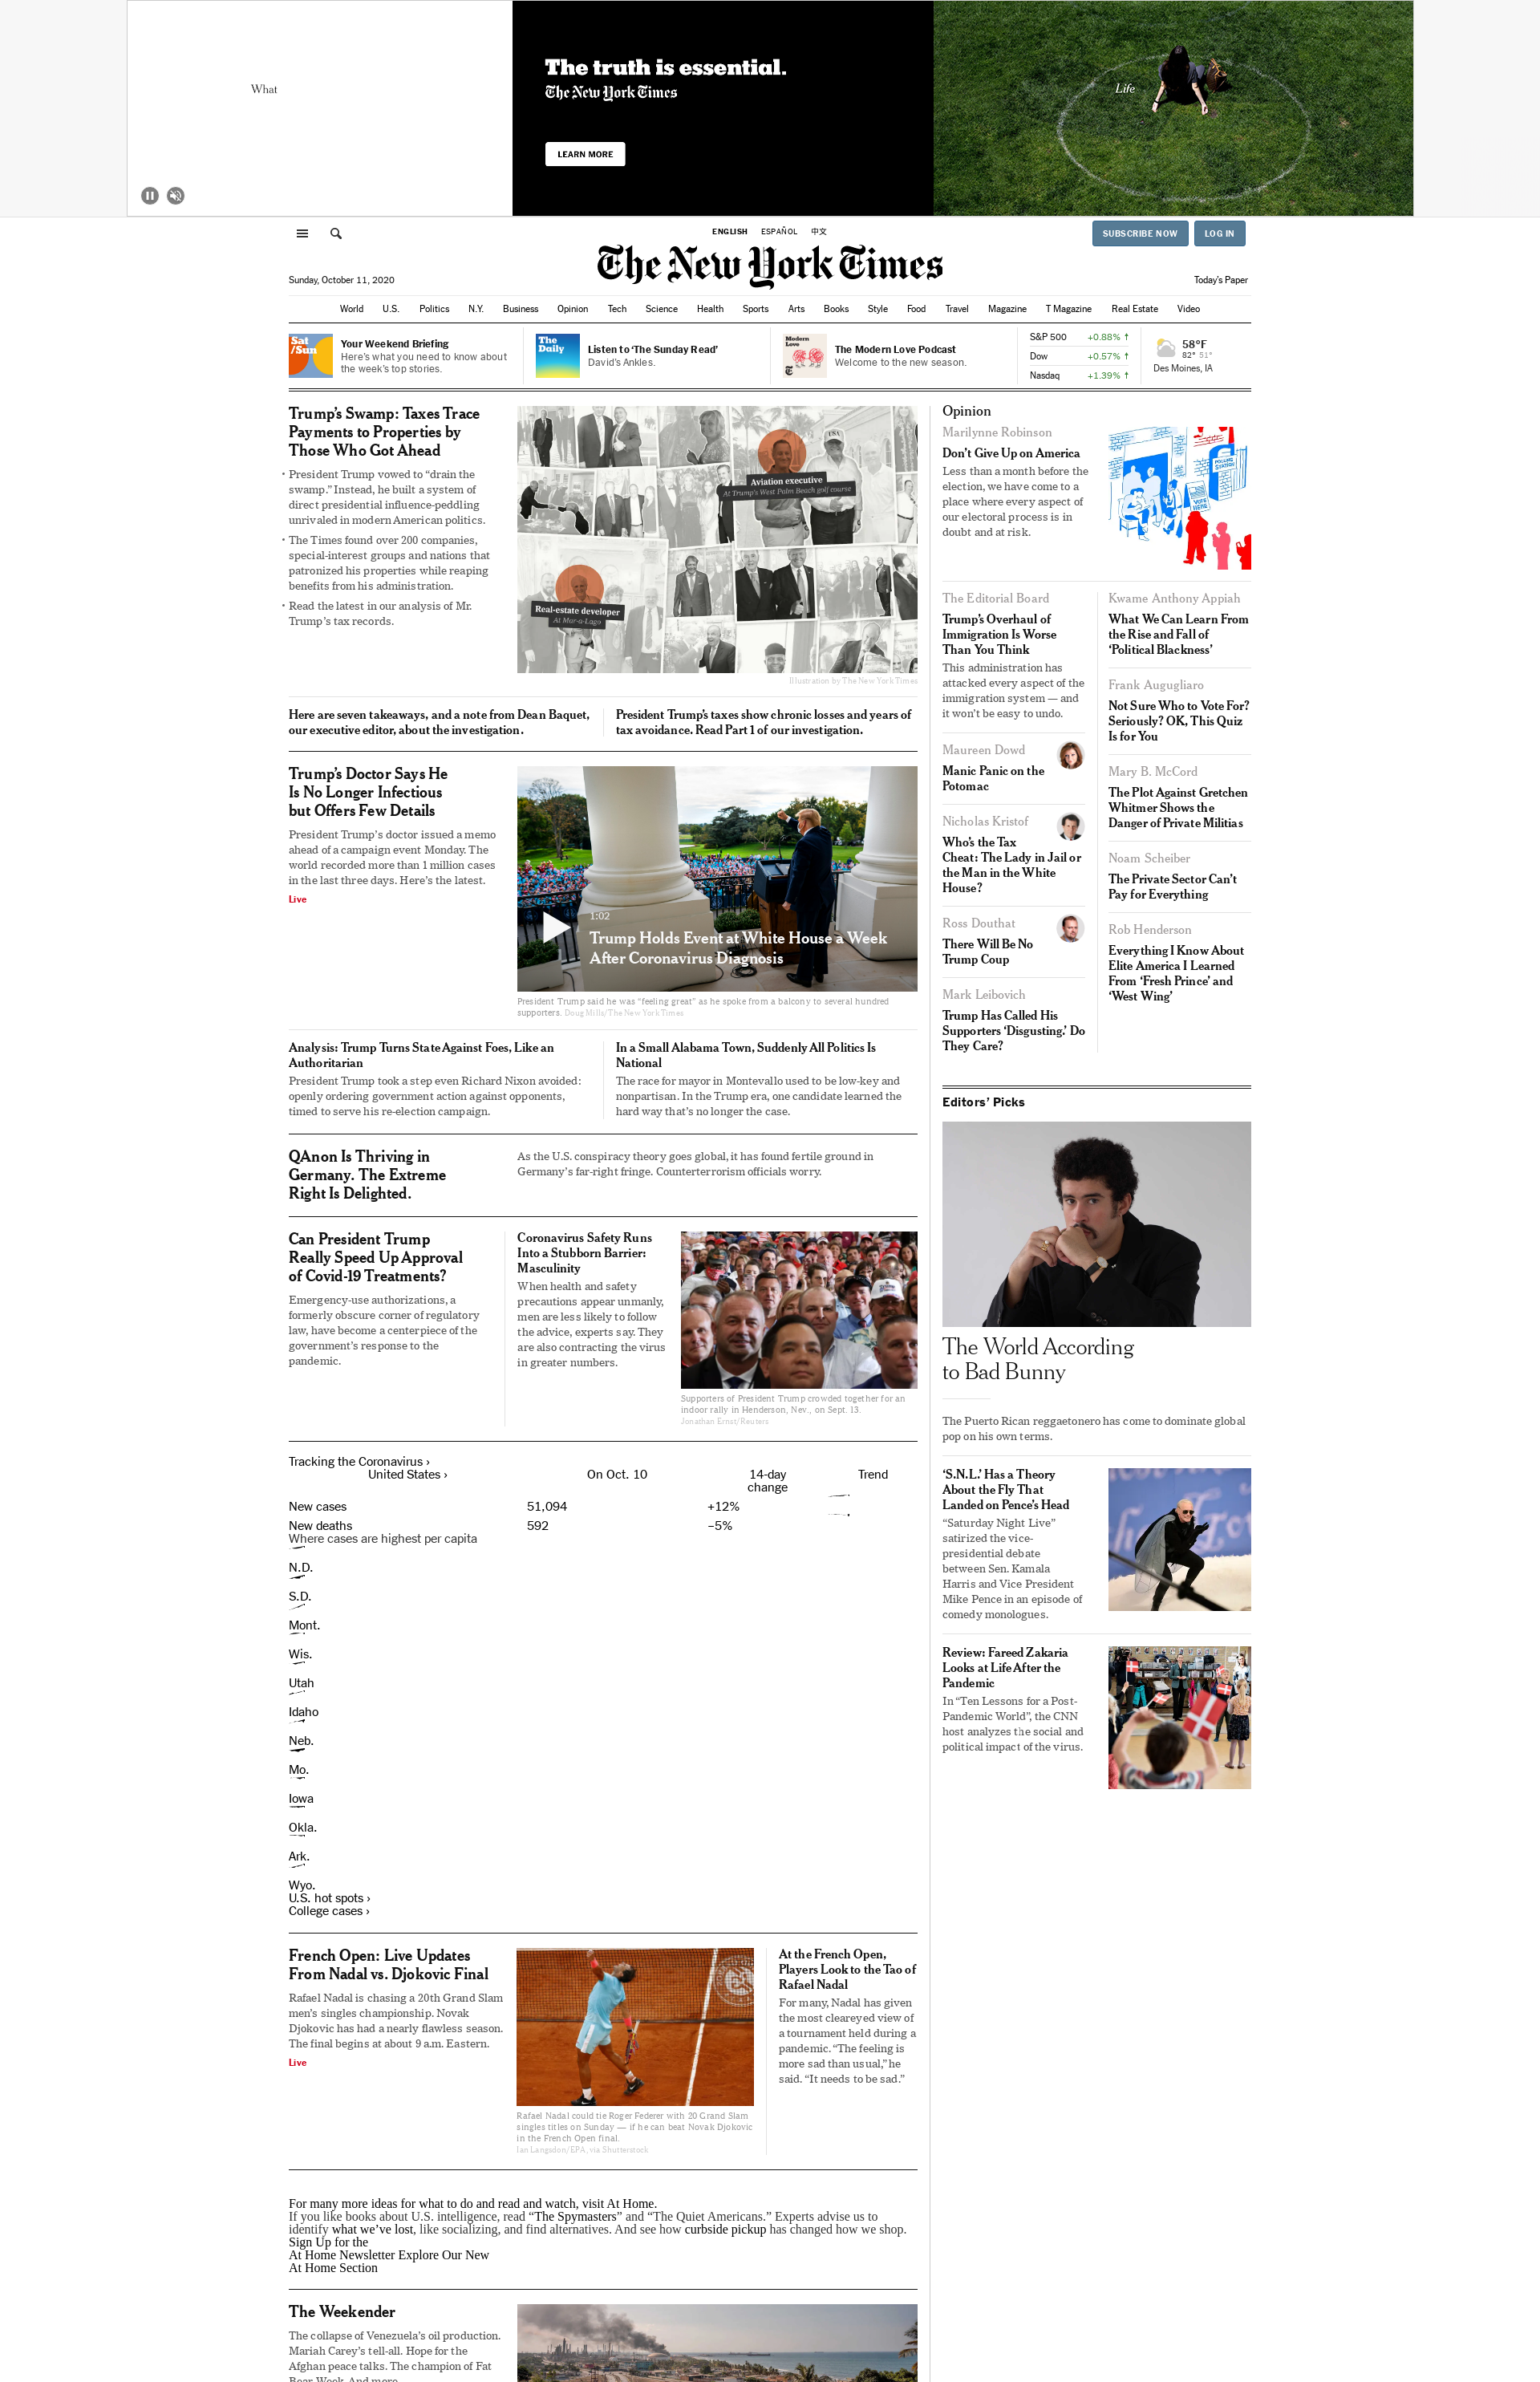 What
The truth is essential.
The New York Times
LEARN MORE
Life
ENGLISH ESPAÑOL 中文
SUBSCRIBE NOW LOG IN
The New York Times
Sunday, October 11, 2020
Today's Paper
World U.S. Politics N.Y. Business Opinion Tech Science Health Sports Arts Books Style Food Travel Magazine T Magazine Real Estate Video
Sat
/Sun
Your Weekend Briefing
Here's what you need to know about
the week's top stories.
The
Daily
Listen to ‘The Sunday Read’
David's Ankles.
Modern
Love
The Modern Love Podcast
Welcome to the new season.
S&P 500 +0.88% ↑
Dow +0.57% ↑
Nasdaq +1.39% ↑
58°F
82° 51°
Des Moines, IA
Trump’s Swamp: Taxes Trace
Payments to Properties by
Those Who Got Ahead
• President Trump vowed to “drain the
swamp.” Instead, he built a system of
direct presidential influence-peddling
unrivaled in modern American politics.
• The Times found over 200 companies,
special-interest groups and nations that
patronized his properties while reaping
benefits from his administration.
• Read the latest in our analysis of Mr.
Trump’s tax records.
USA
Aviation executive
At Trump's West Palm Beach golf course
Real-estate developer
At Mar-a-Lago
Illustration by The New York Times
Here are seven takeaways, and a note from Dean Baquet,
our executive editor, about the investigation.
President Trump’s taxes show chronic losses and years of
tax avoidance. Read Part 1 of our investigation.
Trump’s Doctor Says He
Is No Longer Infectious
but Offers Few Details
President Trump’s doctor issued a memo
ahead of a campaign event Monday. The
world recorded more than 1 million cases
in the last three days. Here’s the latest.
Live
1:02
Trump Holds Event at White House a Week
After Coronavirus Diagnosis
President Trump said he was “feeling great” as he spoke from a balcony to several hundred
supporters. Doug Mills/The New York Times
Analysis: Trump Turns State Against Foes, Like an
Authoritarian
President Trump took a step even Richard Nixon avoided:
openly ordering government action against opponents,
timed to serve his re-election campaign.
In a Small Alabama Town, Suddenly All Politics Is
National
The race for mayor in Montevallo used to be low-key and
nonpartisan. In the Trump era, one candidate learned the
hard way that’s no longer the case.
QAnon Is Thriving in
Germany. The Extreme
Right Is Delighted.
As the U.S. conspiracy theory goes global, it has found fertile ground in
Germany’s far-right fringe. Counterterrorism officials worry.
Can President Trump
Really Speed Up Approval
of Covid-19 Treatments?
Emergency-use authorizations, a
formerly obscure corner of regulatory
law, have become a centerpiece of the
government’s response to the
pandemic.
Coronavirus Safety Runs
Into a Stubborn Barrier:
Masculinity
When health and safety
precautions appear unmanly,
men are less likely to follow
the advice, experts say. They
are also contracting the virus
in greater numbers.
Supporters of President Trump crowded together for an
indoor rally in Henderson, Nev., on Sept. 13.
Jonathan Ernst/Reuters
Tracking the Coronavirus ›
United States › On Oct. 10 14-day
change Trend
New cases 51,094 +12%
New deaths 592 –5%
Where cases are highest per capita
N.D.
S.D.
Mont.
Wis.
Utah
Idaho
Neb.
Mo.
Iowa
Okla.
Ark.
Wyo.
U.S. hot spots ›
College cases ›
French Open: Live Updates
From Nadal vs. Djokovic Final
Rafael Nadal is chasing a 20th Grand Slam
men’s singles championship. Novak
Djokovic has had a nearly flawless season.
The final begins at about 9 a.m. Eastern.
Live
Rafael Nadal could tie Roger Federer with 20 Grand Slam
singles titles on Sunday — if he can beat Novak Djokovic
in the French Open final.
Ian Langsdon/EPA, via Shutterstock
At the French Open,
Players Look to the Tao of
Rafael Nadal
For many, Nadal has given
the most cleareyed view of
a tournament held during a
pandemic. “The feeling is
more sad than usual,” he
said. “It needs to be sad.”
For many more ideas for what to do and read and watch, visit At Home.
If you like books about U.S. intelligence, read “The Spymasters” and “The Quiet Americans.” Experts advise us to
identify what we’ve lost, like socializing, and find alternatives. And see how curbside pickup has changed how we shop.
Sign Up for the
At Home Newsletter Explore Our New
At Home Section
The Weekender
The collapse of Venezuela’s oil production.
Mariah Carey’s tell-all. Hope for the
Afghan peace talks. The champion of Fat
Bear Week. And more.
Opinion
Marilynne Robinson
Don’t Give Up on America
Less than a month before the
election, we have come to a
place where every aspect of
our electoral process is in
doubt and at risk.
POLLING
STATION
VOTE
HERE
The Editorial Board
Trump’s Overhaul of
Immigration Is Worse
Than You Think
This administration has
attacked every aspect of the
immigration system — and
it won’t be easy to undo.
Maureen Dowd
Manic Panic on the
Potomac
Nicholas Kristof
Who’s the Tax
Cheat: The Lady in Jail or
the Man in the White
House?
Ross Douthat
There Will Be No
Trump Coup
Mark Leibovich
Trump Has Called His
Supporters ‘Disgusting.’ Do
They Care?
Kwame Anthony Appiah
What We Can Learn From
the Rise and Fall of
‘Political Blackness’
Frank Augugliaro
Not Sure Who to Vote For?
Seriously? OK, This Quiz
Is for You
Mary B. McCord
The Plot Against Gretchen
Whitmer Shows the
Danger of Private Militias
Noam Scheiber
The Private Sector Can’t
Pay for Everything
Rob Henderson
Everything I Know About
Elite America I Learned
From ‘Fresh Prince’ and
‘West Wing’
Editors’ Picks
The World According
to Bad Bunny
The Puerto Rican reggaetonero has come to dominate global
pop on his own terms.
‘S.N.L.’ Has a Theory
About the Fly That
Landed on Pence’s Head
“Saturday Night Live”
satirized the vice-
presidential debate
between Sen. Kamala
Harris and Vice President
Mike Pence in an episode of
comedy monologues.
Review: Fareed Zakaria
Looks at Life After the
Pandemic
In “Ten Lessons for a Post-
Pandemic World”, the CNN
host analyzes the social and
political impact of the virus.